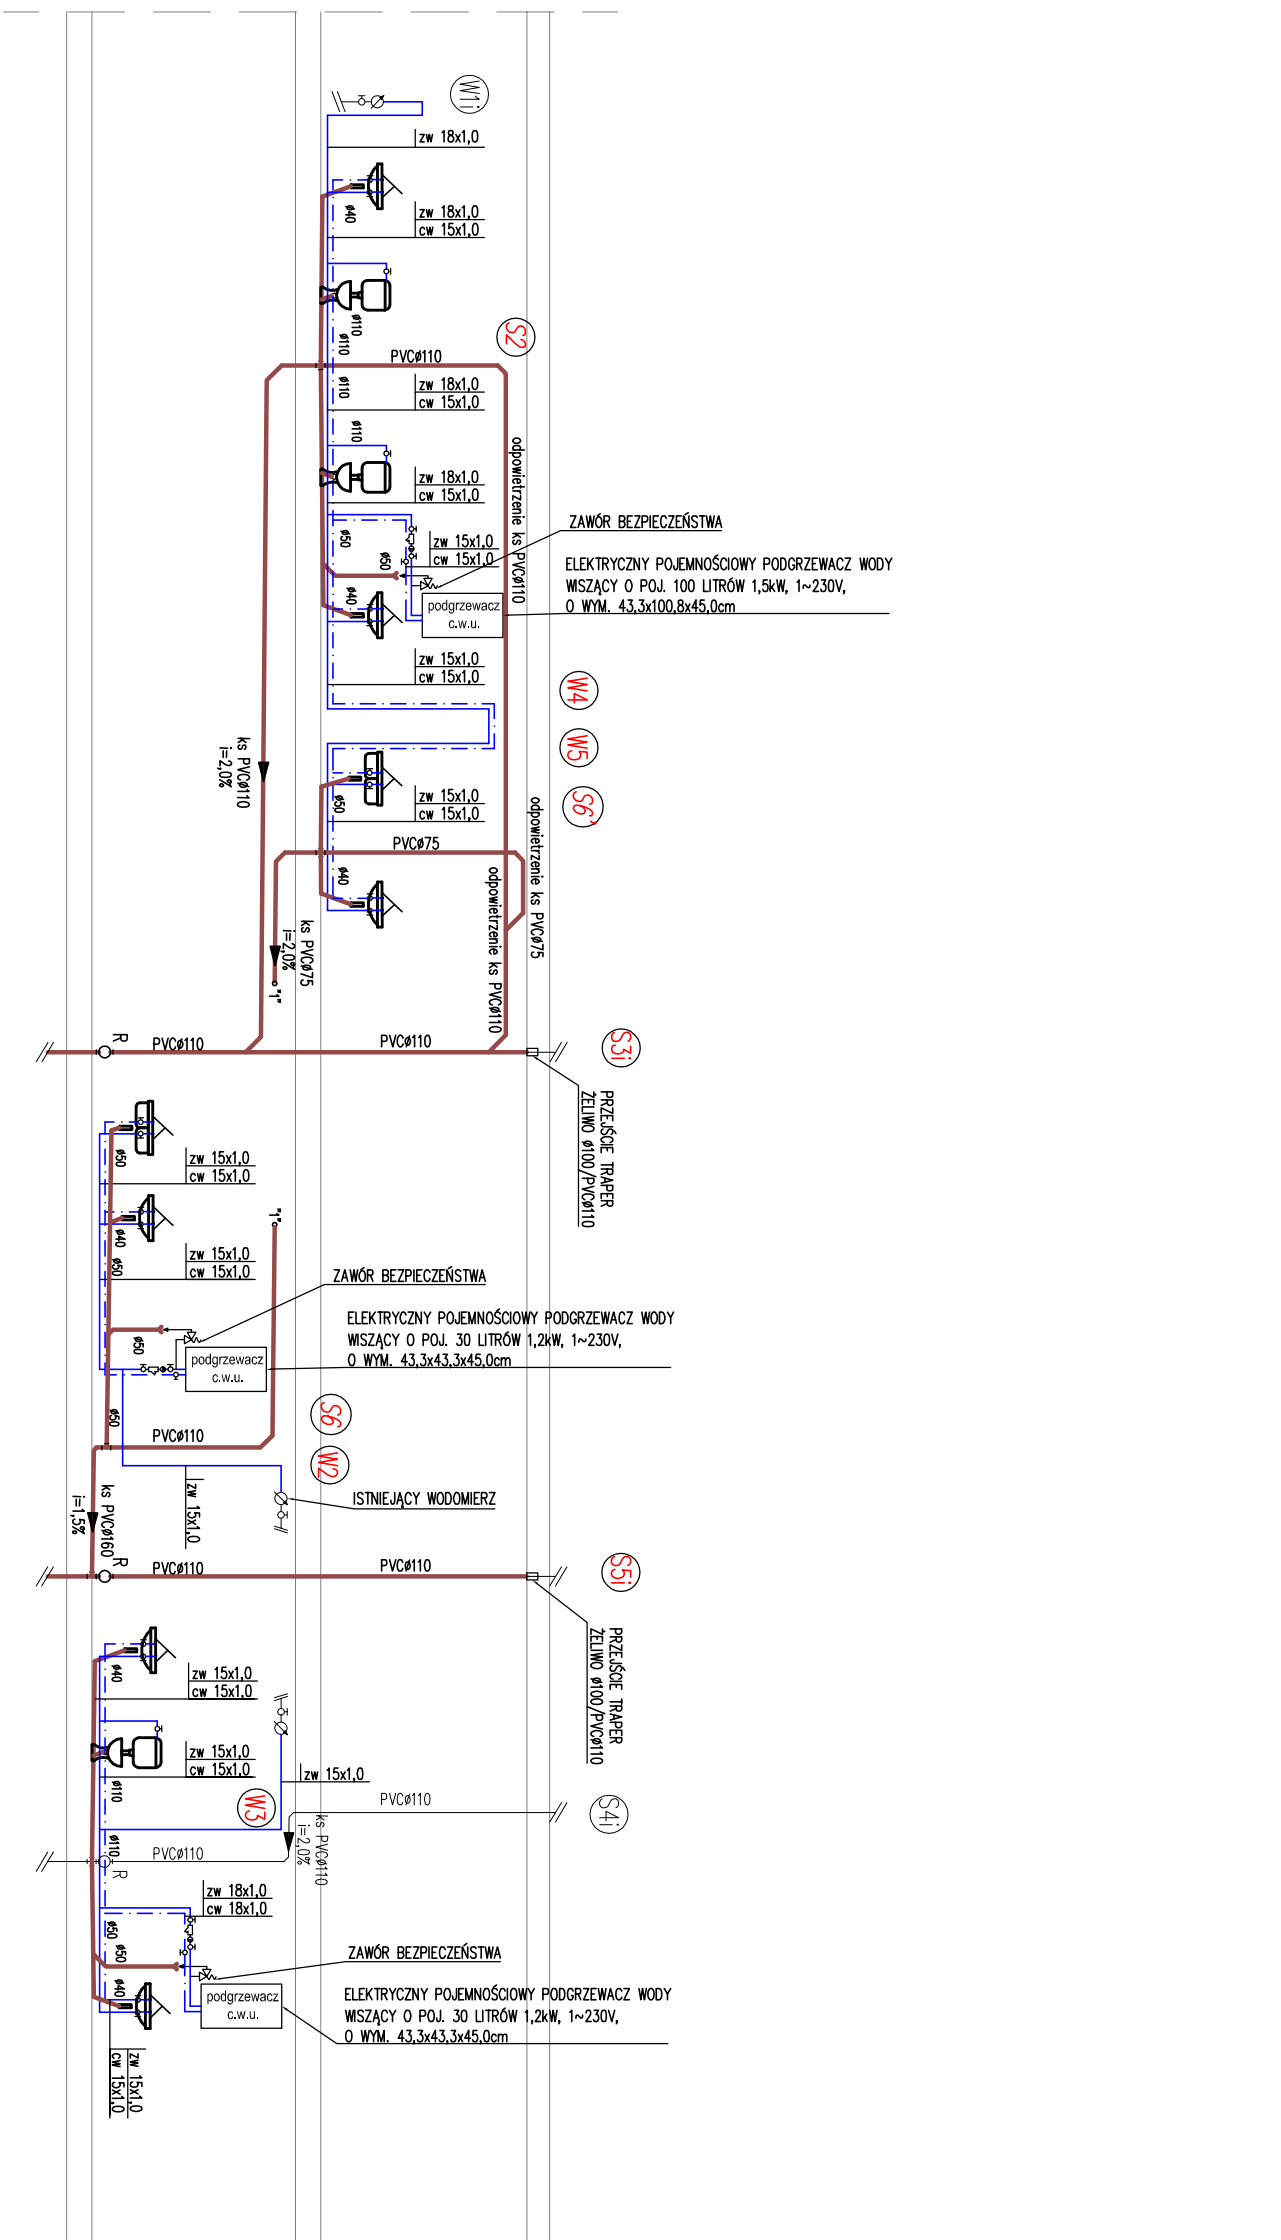 W1i
zw 18x1,0
ø40
zw 18x1,0
cw 15x1,0
ø110
ø110
S2
PVCø110
ø110
zw 18x1,0
cw 15x1,0
ø110
odpowietrzenie ks PVCø110
zw 18x1,0
cw 15x1,0
ø50
ø50
zw 15x1,0
cw 15x1,0
ZAWÓR BEZPIECZEŃSTWA
ELEKTRYCZNY POJEMNOŚCIOWY PODGRZEWACZ WODY
WISZĄCY O POJ. 100 LITRÓW 1,5kW, 1~230V,
O WYM. 43,3x100,8x45,0cm
ø40
podgrzewacz
c.w.u.
zw 15x1,0
cw 15x1,0
W4
W5
S6'
ks PVCø110
i=2,0%
ø50
zw 15x1,0
cw 15x1,0
odpowietrzenie ks PVCø75
PVCø75
ø40
odpowietrzenie ks PVCø110
ks PVCø75
i=2,0%
"1"
R
PVCø110
PVCø110
S3i
PRZEJŚCIE TRAPER
ŻELIWO ø100/PVCø110
ø50
zw 15x1,0
cw 15x1,0
"1"
ø40
ø50
zw 15x1,0
cw 15x1,0
ZAWÓR BEZPIECZEŃSTWA
ELEKTRYCZNY POJEMNOŚCIOWY PODGRZEWACZ WODY
WISZĄCY O POJ. 30 LITRÓW 1,2kW, 1~230V,
O WYM. 43,3x43,3x45,0cm
ø50
podgrzewacz
c.w.u.
S6
ø50
PVCø110
W2
zw 15x1,0
ISTNIEJĄCY WODOMIERZ
ks PVCø160
i=1,5%
R
PVCø110
PVCø110
S5i
PRZEJŚCIE TRAPER
ŻELIWO ø100/PVCø110
ø40
zw 15x1,0
cw 15x1,0
zw 15x1,0
cw 15x1,0
ø110
zw 15x1,0
W3
PVCø110
S4i
ks PVCø110
i=2,0%
ø110
PVCø110
R
zw 18x1,0
cw 18x1,0
ø50
ø50
ZAWÓR BEZPIECZEŃSTWA
ø40
podgrzewacz
c.w.u.
ELEKTRYCZNY POJEMNOŚCIOWY PODGRZEWACZ WODY
WISZĄCY O POJ. 30 LITRÓW 1,2kW, 1~230V,
O WYM. 43,3x43,3x45,0cm
zw 15x1,0
cw 15x1,0